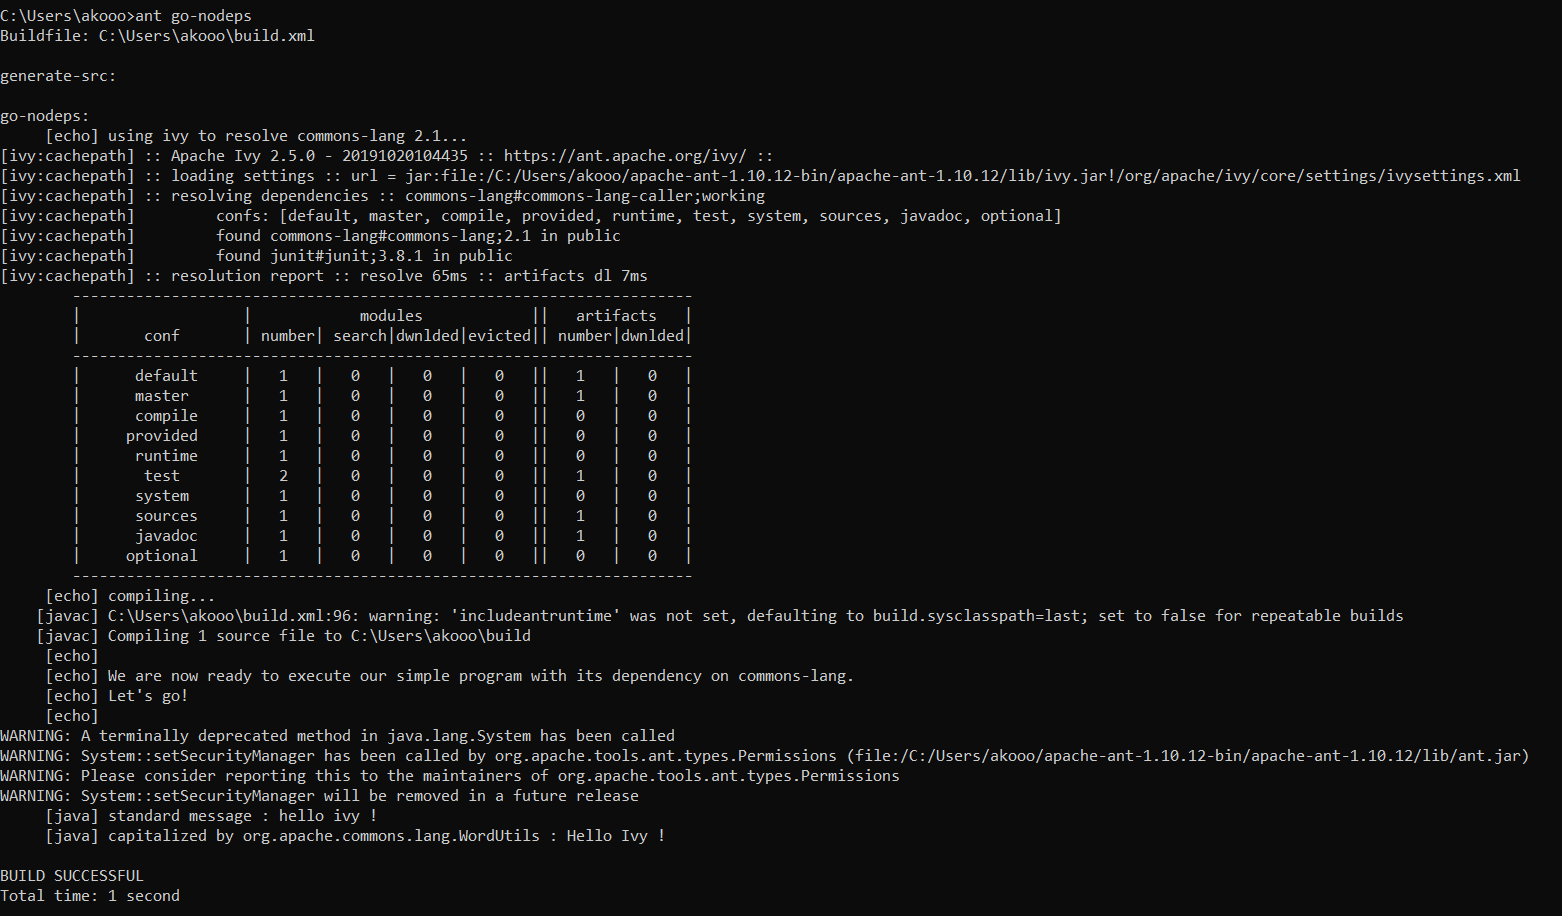 C:\Users\akooo>ant go-nodeps
Buildfile: C:\Users\akooo\build.xml

generate-src:

go-nodeps:
     [echo] using ivy to resolve commons-lang 2.1...
[ivy:cachepath] :: Apache Ivy 2.5.0 - 20191020104435 :: https://ant.apache.org/ivy/ ::
[ivy:cachepath] :: loading settings :: url = jar:file:/C:/Users/akooo/apache-ant-1.10.12-bin/apache-ant-1.10.12/lib/ivy.jar!/org/apache/ivy/core/settings/ivysettings.xml
[ivy:cachepath] :: resolving dependencies :: commons-lang#commons-lang-caller;working
[ivy:cachepath]         confs: [default, master, compile, provided, runtime, test, system, sources, javadoc, optional]
[ivy:cachepath]         found commons-lang#commons-lang;2.1 in public
[ivy:cachepath]         found junit#junit;3.8.1 in public
[ivy:cachepath] :: resolution report :: resolve 65ms :: artifacts dl 7ms
        ---------------------------------------------------------------------
        |                  |            modules            ||   artifacts   |
        |       conf       | number| search|dwnlded|evicted|| number|dwnlded|
        ---------------------------------------------------------------------
        |      default     |   1   |   0   |   0   |   0   ||   1   |   0   |
        |      master      |   1   |   0   |   0   |   0   ||   1   |   0   |
        |      compile     |   1   |   0   |   0   |   0   ||   0   |   0   |
        |     provided     |   1   |   0   |   0   |   0   ||   0   |   0   |
        |      runtime     |   1   |   0   |   0   |   0   ||   0   |   0   |
        |       test       |   2   |   0   |   0   |   0   ||   1   |   0   |
        |      system      |   1   |   0   |   0   |   0   ||   0   |   0   |
        |      sources     |   1   |   0   |   0   |   0   ||   1   |   0   |
        |      javadoc     |   1   |   0   |   0   |   0   ||   1   |   0   |
        |     optional     |   1   |   0   |   0   |   0   ||   0   |   0   |
        ---------------------------------------------------------------------
     [echo] compiling...
    [javac] C:\Users\akooo\build.xml:96: warning: 'includeantruntime' was not set, defaulting to build.sysclasspath=last; set to false for repeatable builds
    [javac] Compiling 1 source file to C:\Users\akooo\build
     [echo]
     [echo] We are now ready to execute our simple program with its dependency on commons-lang.
     [echo] Let's go!
     [echo]
WARNING: A terminally deprecated method in java.lang.System has been called
WARNING: System::setSecurityManager has been called by org.apache.tools.ant.types.Permissions (file:/C:/Users/akooo/apache-ant-1.10.12-bin/apache-ant-1.10.12/lib/ant.jar)
WARNING: Please consider reporting this to the maintainers of org.apache.tools.ant.types.Permissions
WARNING: System::setSecurityManager will be removed in a future release
     [java] standard message : hello ivy !
     [java] capitalized by org.apache.commons.lang.WordUtils : Hello Ivy !

BUILD SUCCESSFUL
Total time: 1 second